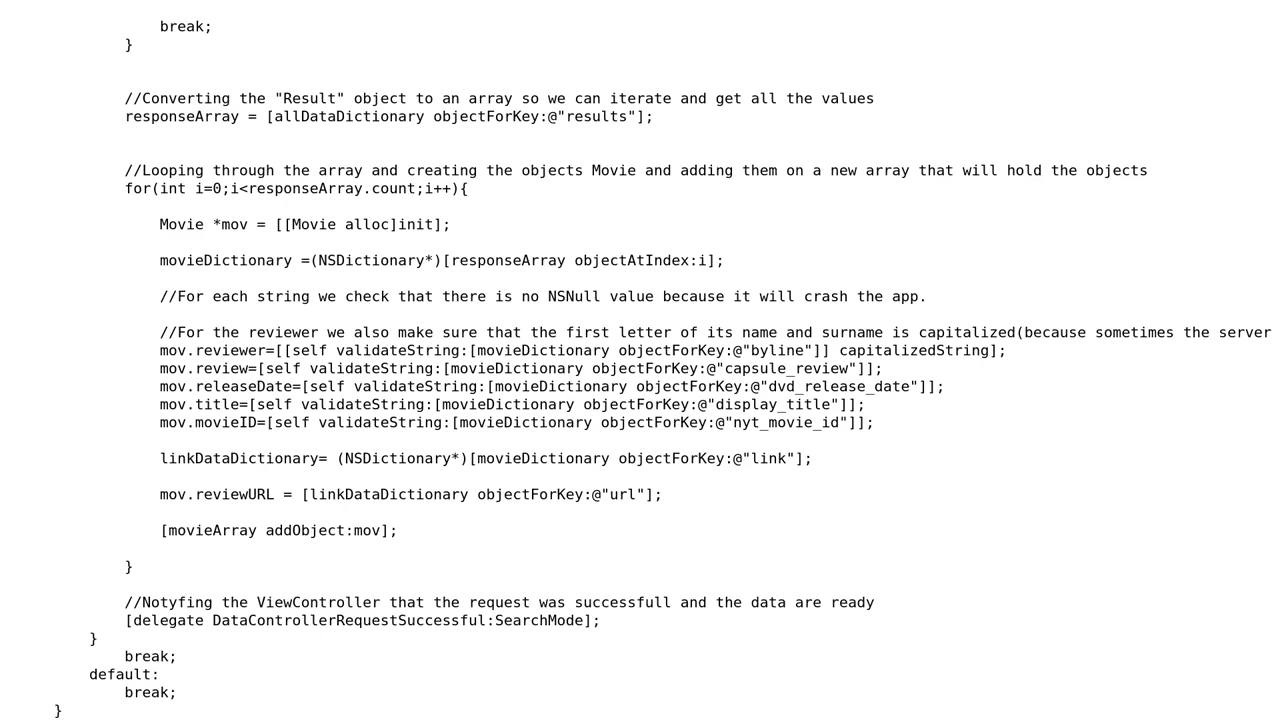 break;
}
//Converting the "Result" object to an array so we can iterate and get all the values
responseArray = [allDataDictionary objectForKey:@"results"];
//Looping through the array and creating the objects Movie and adding them on a new array that will hold the objects
for(int i=0;i<responseArray.count;i++){
Movie *mov = [[Movie alloc]init];
movieDictionary =(NSDictionary*)[responseArray objectAtIndex:i];
//For each string we check that there is no NSNull value because it will crash the app.
//For the reviewer we also make sure that the first letter of its name and surname is capitalized(because sometimes the server
mov.reviewer=[[self validateString:[movieDictionary objectForKey:@"byline"]] capitalizedString];
mov.review=[self validateString:[movieDictionary objectForKey:@"capsule_review"]];
mov.releaseDate=[self validateString:[movieDictionary objectForKey:@"dvd_release_date"]];
mov.title=[self validateString:[movieDictionary objectForKey:@"display_title"]];
mov.movieID=[self validateString:[movieDictionary objectForKey:@"nyt_movie_id"]];
linkDataDictionary= (NSDictionary*)[movieDictionary objectForKey:@"link"];
mov.reviewURL = [linkDataDictionary objectForKey:@"url"];
[movieArray addObject:mov];
}
//Notyfing the ViewController that the request was successfull and the data are ready
[delegate DataControllerRequestSuccessful:SearchMode];
}
break;
default:
break;
}